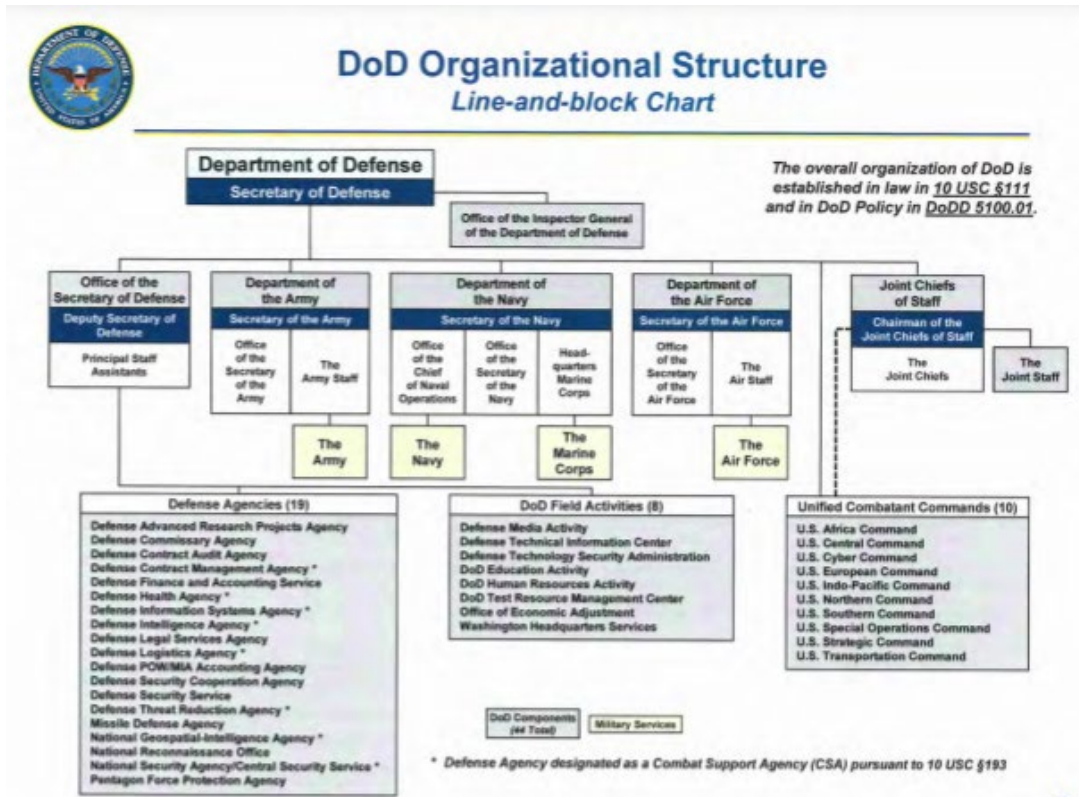 DEPARTMENT OF DEFENSE
UNITED STATES OF AMERICA
DoD Organizational Structure
Line-and-block Chart
The overall organization of DoD is
established in law in 10 USC §111
and in DoD Policy in DoDD 5100.01.
Department of Defense
Secretary of Defense
Office of the Inspector General
of the Department of Defense
Office of the
Secretary of Defense
Deputy Secretary of
Defense
Principal Staff
Assistants
Department of
the Army
Secretary of the Army
Office
of the
Secretary
of the
Army
The
Army Staff
The
Army
Department of
the Navy
Secretary of the Navy
Office
of the
Chief
of Naval
Operations
Office
of the
Secretary
of the
Navy
Head-
quarters
Marine
Corps
The
Navy
The
Marine
Corps
Department of
the Air Force
Secretary of the Air Force
Office
of the
Secretary
of the
Air Force
The
Air Staff
The
Air Force
Joint Chiefs
of Staff
Chairman of the
Joint Chiefs of Staff
The
Joint Chiefs
The
Joint Staff
Defense Agencies (19)
Defense Advanced Research Projects Agency
Defense Commissary Agency
Defense Contract Audit Agency
Defense Contract Management Agency *
Defense Finance and Accounting Service
Defense Health Agency *
Defense Information Systems Agency *
Defense Intelligence Agency *
Defense Legal Services Agency
Defense Logistics Agency *
Defense POW/MIA Accounting Agency
Defense Security Cooperation Agency
Defense Security Service
Defense Threat Reduction Agency *
Missile Defense Agency
National Geospatial-Intelligence Agency *
National Reconnaissance Office
National Security Agency/Central Security Service *
Pentagon Force Protection Agency
DoD Field Activities (8)
Defense Media Activity
Defense Technical Information Center
Defense Technology Security Administration
DoD Education Activity
DoD Human Resources Activity
DoD Test Resource Management Center
Office of Economic Adjustment
Washington Headquarters Services
Unified Combatant Commands (10)
U.S. Africa Command
U.S. Central Command
U.S. Cyber Command
U.S. European Command
U.S. Indo-Pacific Command
U.S. Northern Command
U.S. Southern Command
U.S. Special Operations Command
U.S. Strategic Command
U.S. Transportation Command
DoD Components
(44 Total)
Military Services
* Defense Agency designated as a Combat Support Agency (CSA) pursuant to 10 USC §193